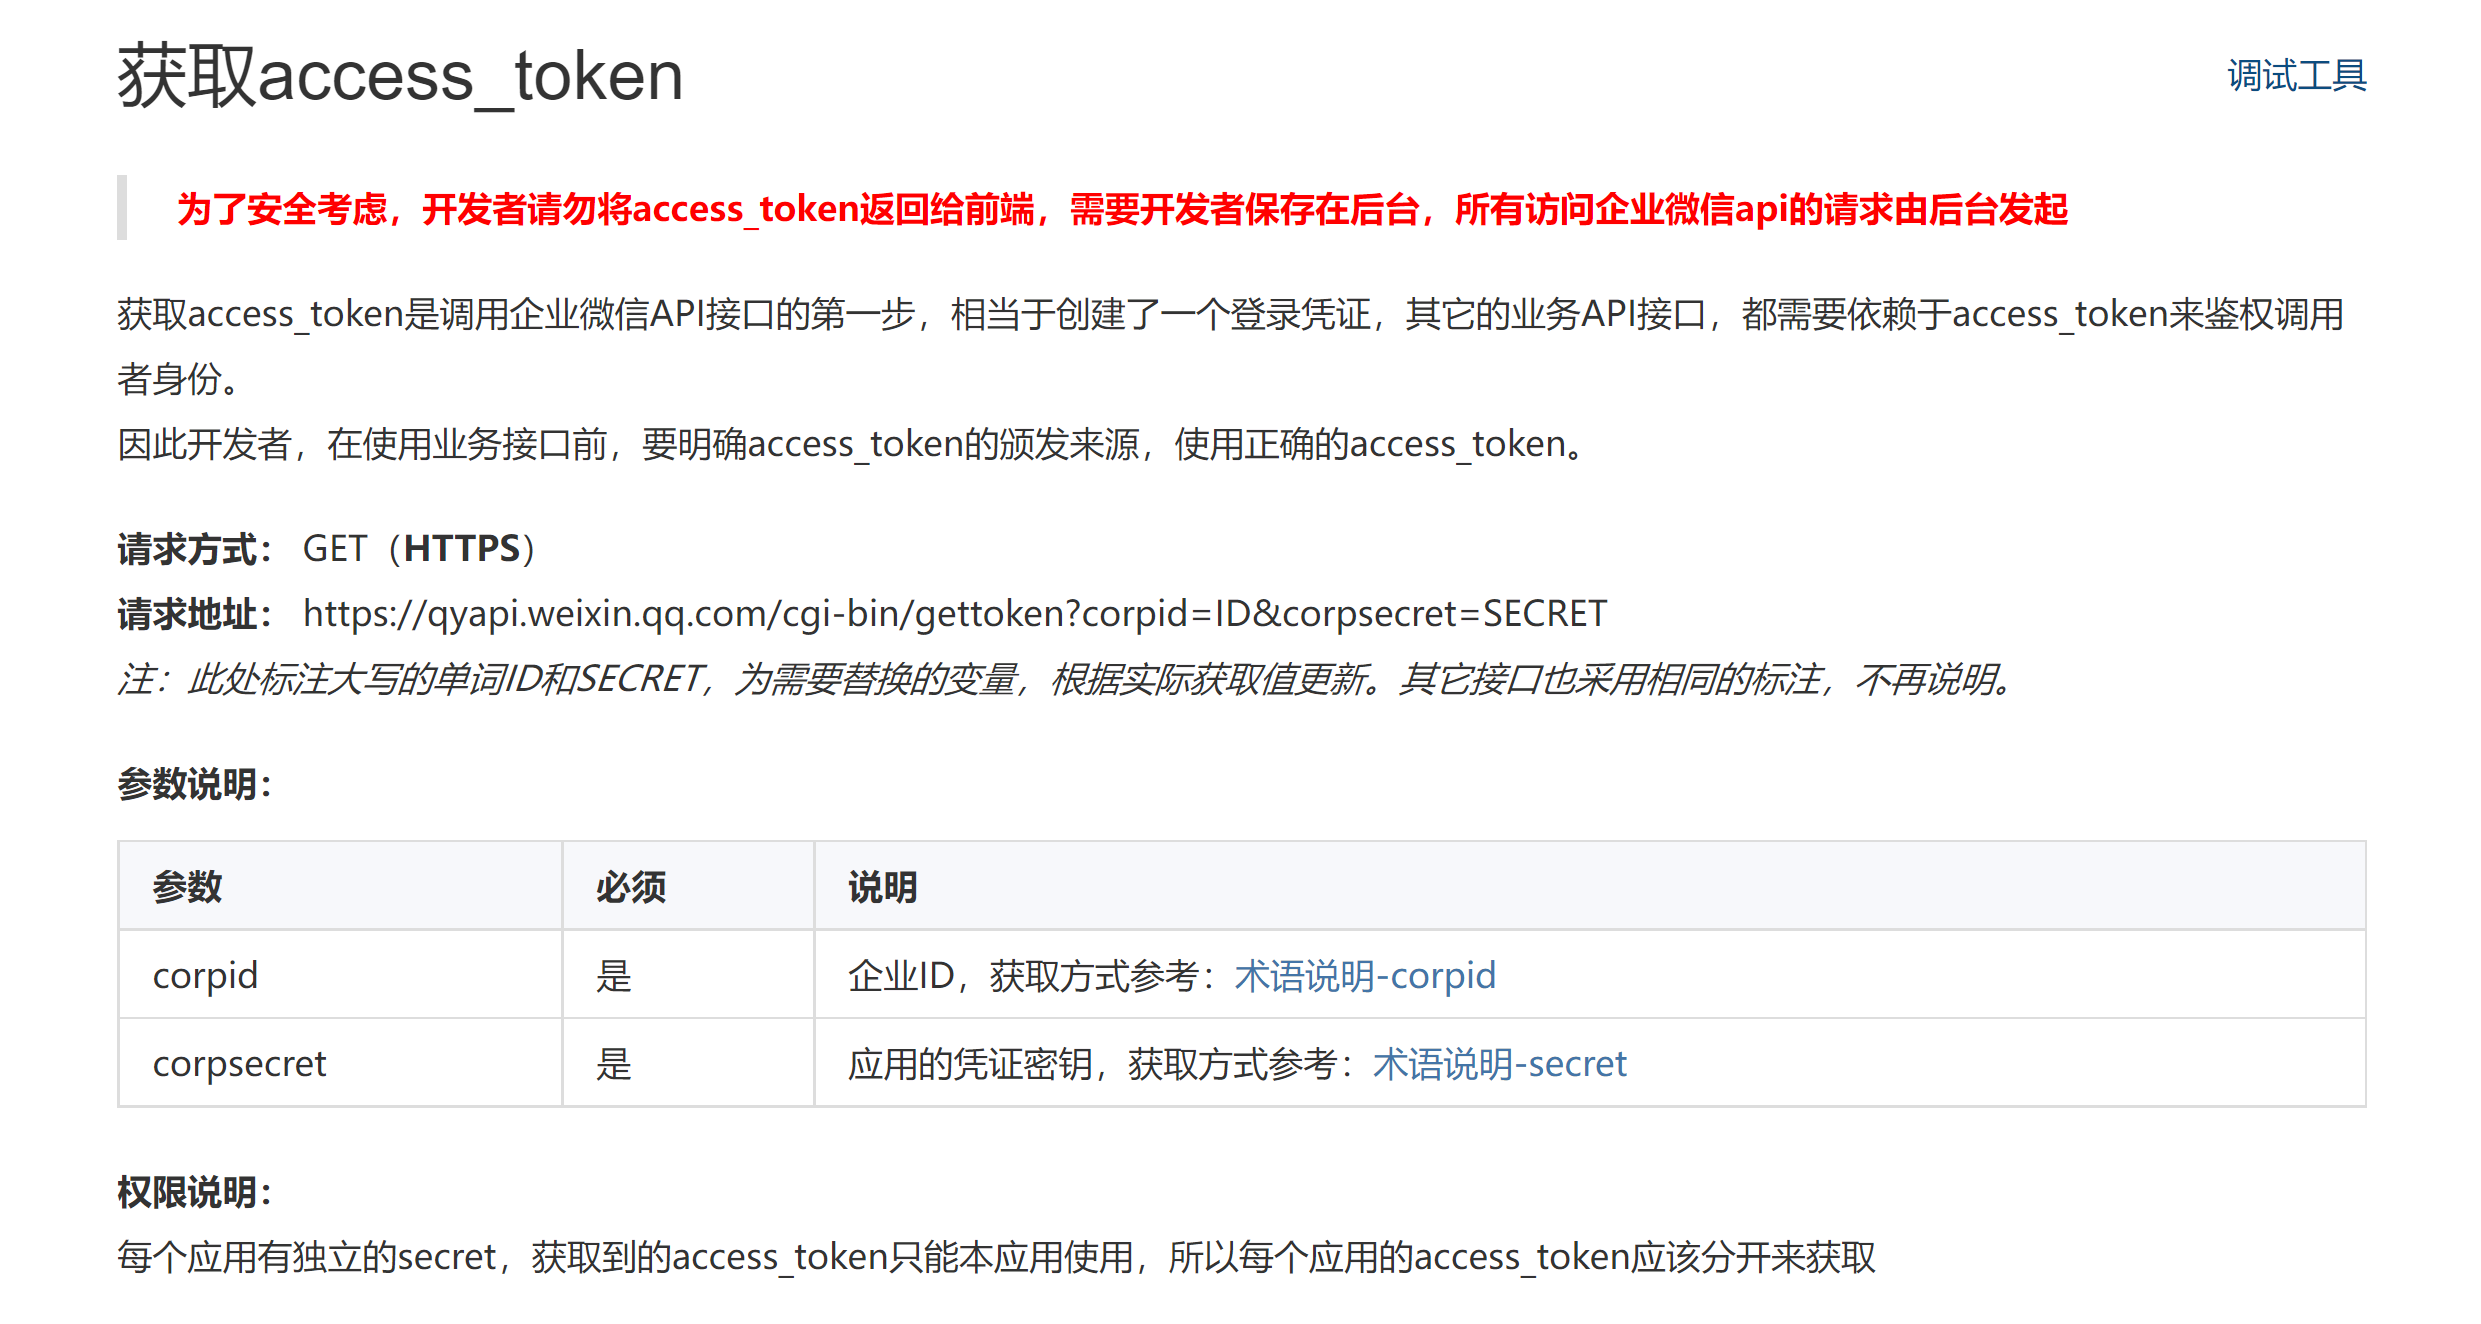 获取access_token
调试工具
为了安全考虑，开发者请勿将access_token返回给前端，需要开发者保存在后台，所有访问企业微信api的请求由后台发起
获取access_token是调用企业微信API接口的第一步，相当于创建了一个登录凭证，其它的业务API接口，都需要依赖于access_token来鉴权调用
者身份。
因此开发者，在使用业务接口前，要明确access_token的颁发来源，使用正确的access_token。
请求方式： GET（HTTPS）
请求地址： https://qyapi.weixin.qq.com/cgi-bin/gettoken?corpid=ID&corpsecret=SECRET
注：此处标注大写的单词ID和SECRET，为需要替换的变量，根据实际获取值更新。其它接口也采用相同的标注，不再说明。
参数说明：
参数 必须 说明
corpid 是 企业ID，获取方式参考：术语说明-corpid
corpsecret 是 应用的凭证密钥，获取方式参考：术语说明-secret
权限说明：
每个应用有独立的secret，获取到的access_token只能本应用使用，所以每个应用的access_token应该分开来获取